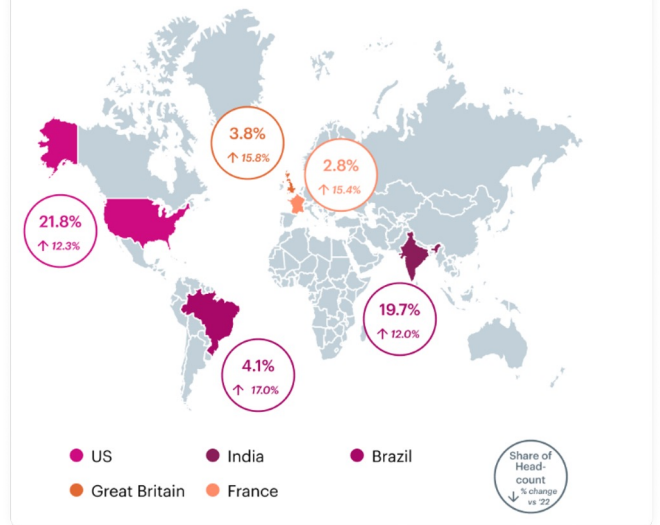 3.8%
↑ 15.8%
2.8%
↑ 15.4%
21.8%
↑ 12.3%
19.7%
↑ 12.0%
4.1%
↑ 17.0%
US
India
Brazil
Great Britain
France
Share of
Head-
count
↓ % change
vs '22